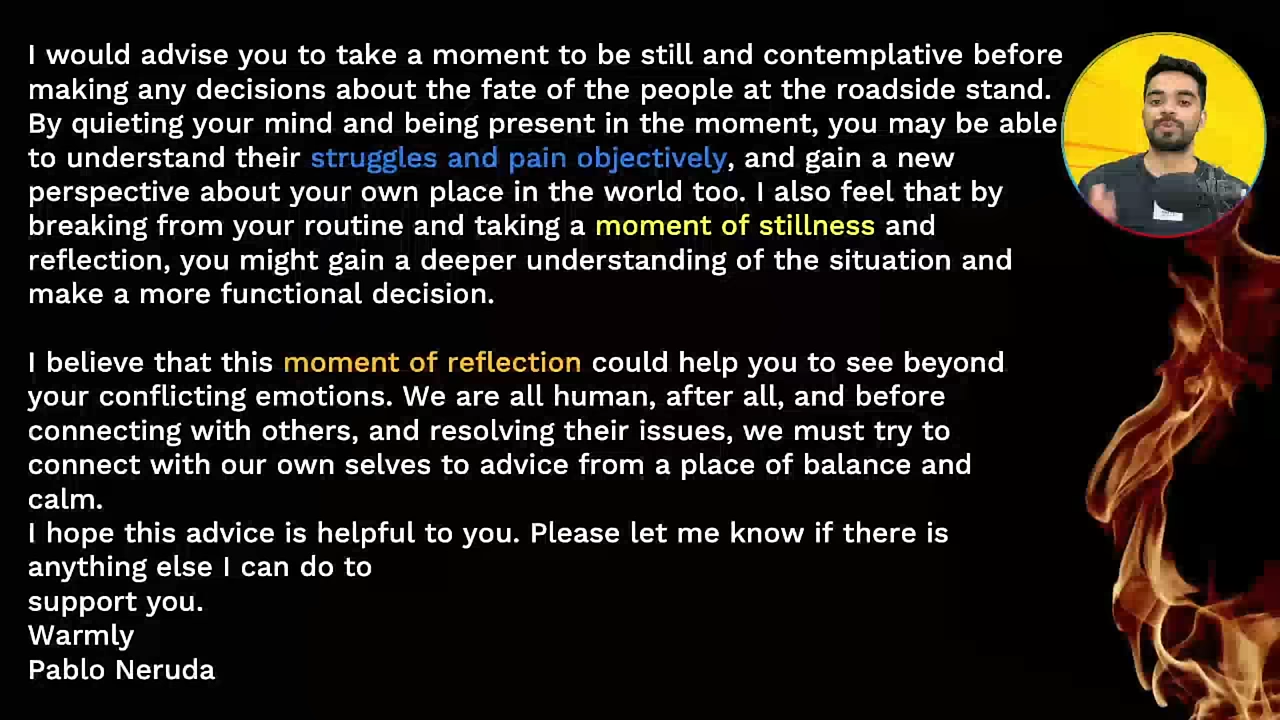 I would advise you to take a moment to be still and contemplative before
making any decisions about the fate of the people at the roadside stand.
By quieting your mind and being present in the moment, you may be able
to understand their struggles and pain objectively, and gain a new
perspective about your own place in the world too. I also feel that by
breaking from your routine and taking a moment of stillness and
reflection, you might gain a deeper understanding of the situation and
make a more functional decision.
I believe that this moment of reflection could help you to see beyond
your conflicting emotions. We are all human, after all, and before
connecting with others, and resolving their issues, we must try to
connect with our own selves to advice from a place of balance and
calm.
I hope this advice is helpful to you. Please let me know if there is
anything else I can do to
support you.
Warmly
Pablo Neruda